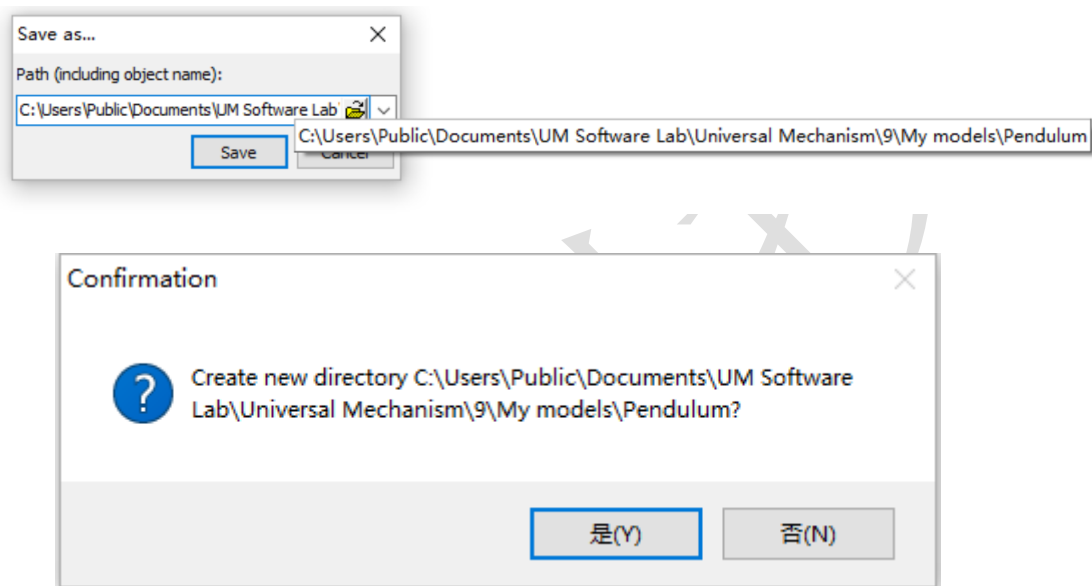 Save as...
Path (including object name):
C:\Users\Public\Documents\UM Software Lab
C:\Users\Public\Documents\UM Software Lab\Universal Mechanism\9\My models\Pendulum
Save
Cancel
Confirmation
Create new directory C:\Users\Public\Documents\UM Software
Lab\Universal Mechanism\9\My models\Pendulum?
是(Y)
否(N)